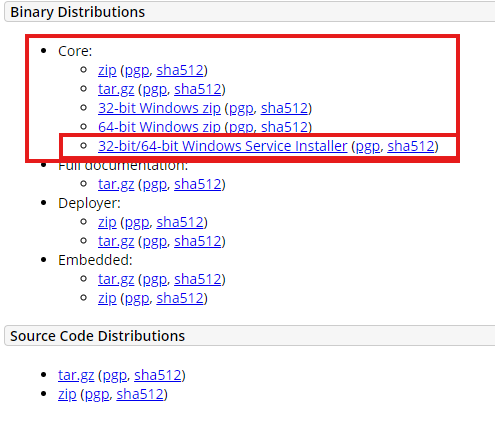 Binary Distributions
Core:
zip (pgp, sha512)
tar.gz (pgp, sha512)
32-bit Windows zip (pgp, sha512)
64-bit Windows zip (pgp, sha512)
32-bit/64-bit Windows Service Installer (pgp, sha512)
Full documentation:
tar.gz (pgp, sha512)
Deployer:
zip (pgp, sha512)
tar.gz (pgp, sha512)
Embedded:
tar.gz (pgp, sha512)
zip (pgp, sha512)
Source Code Distributions
tar.gz (pgp, sha512)
zip (pgp, sha512)